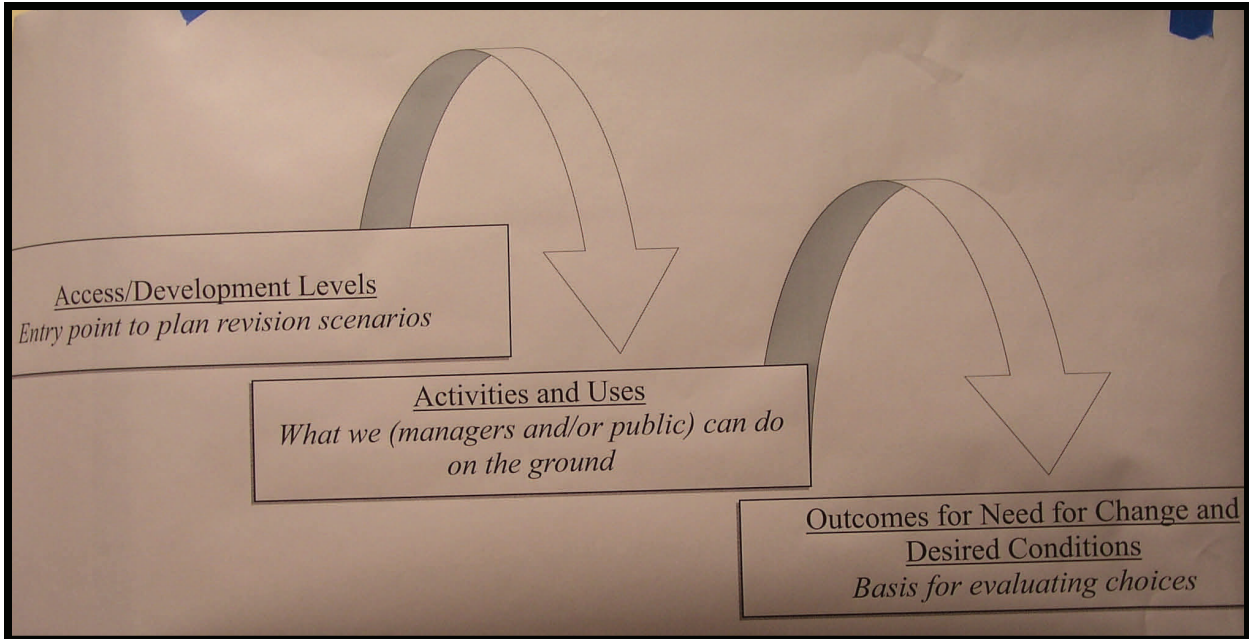 Access/Development Levels
Entry point to plan revision scenarios
Activities and Uses
What we (managers and/or public) can do
on the ground
Outcomes for Need for Change and
Desired Conditions
Basis for evaluating choices